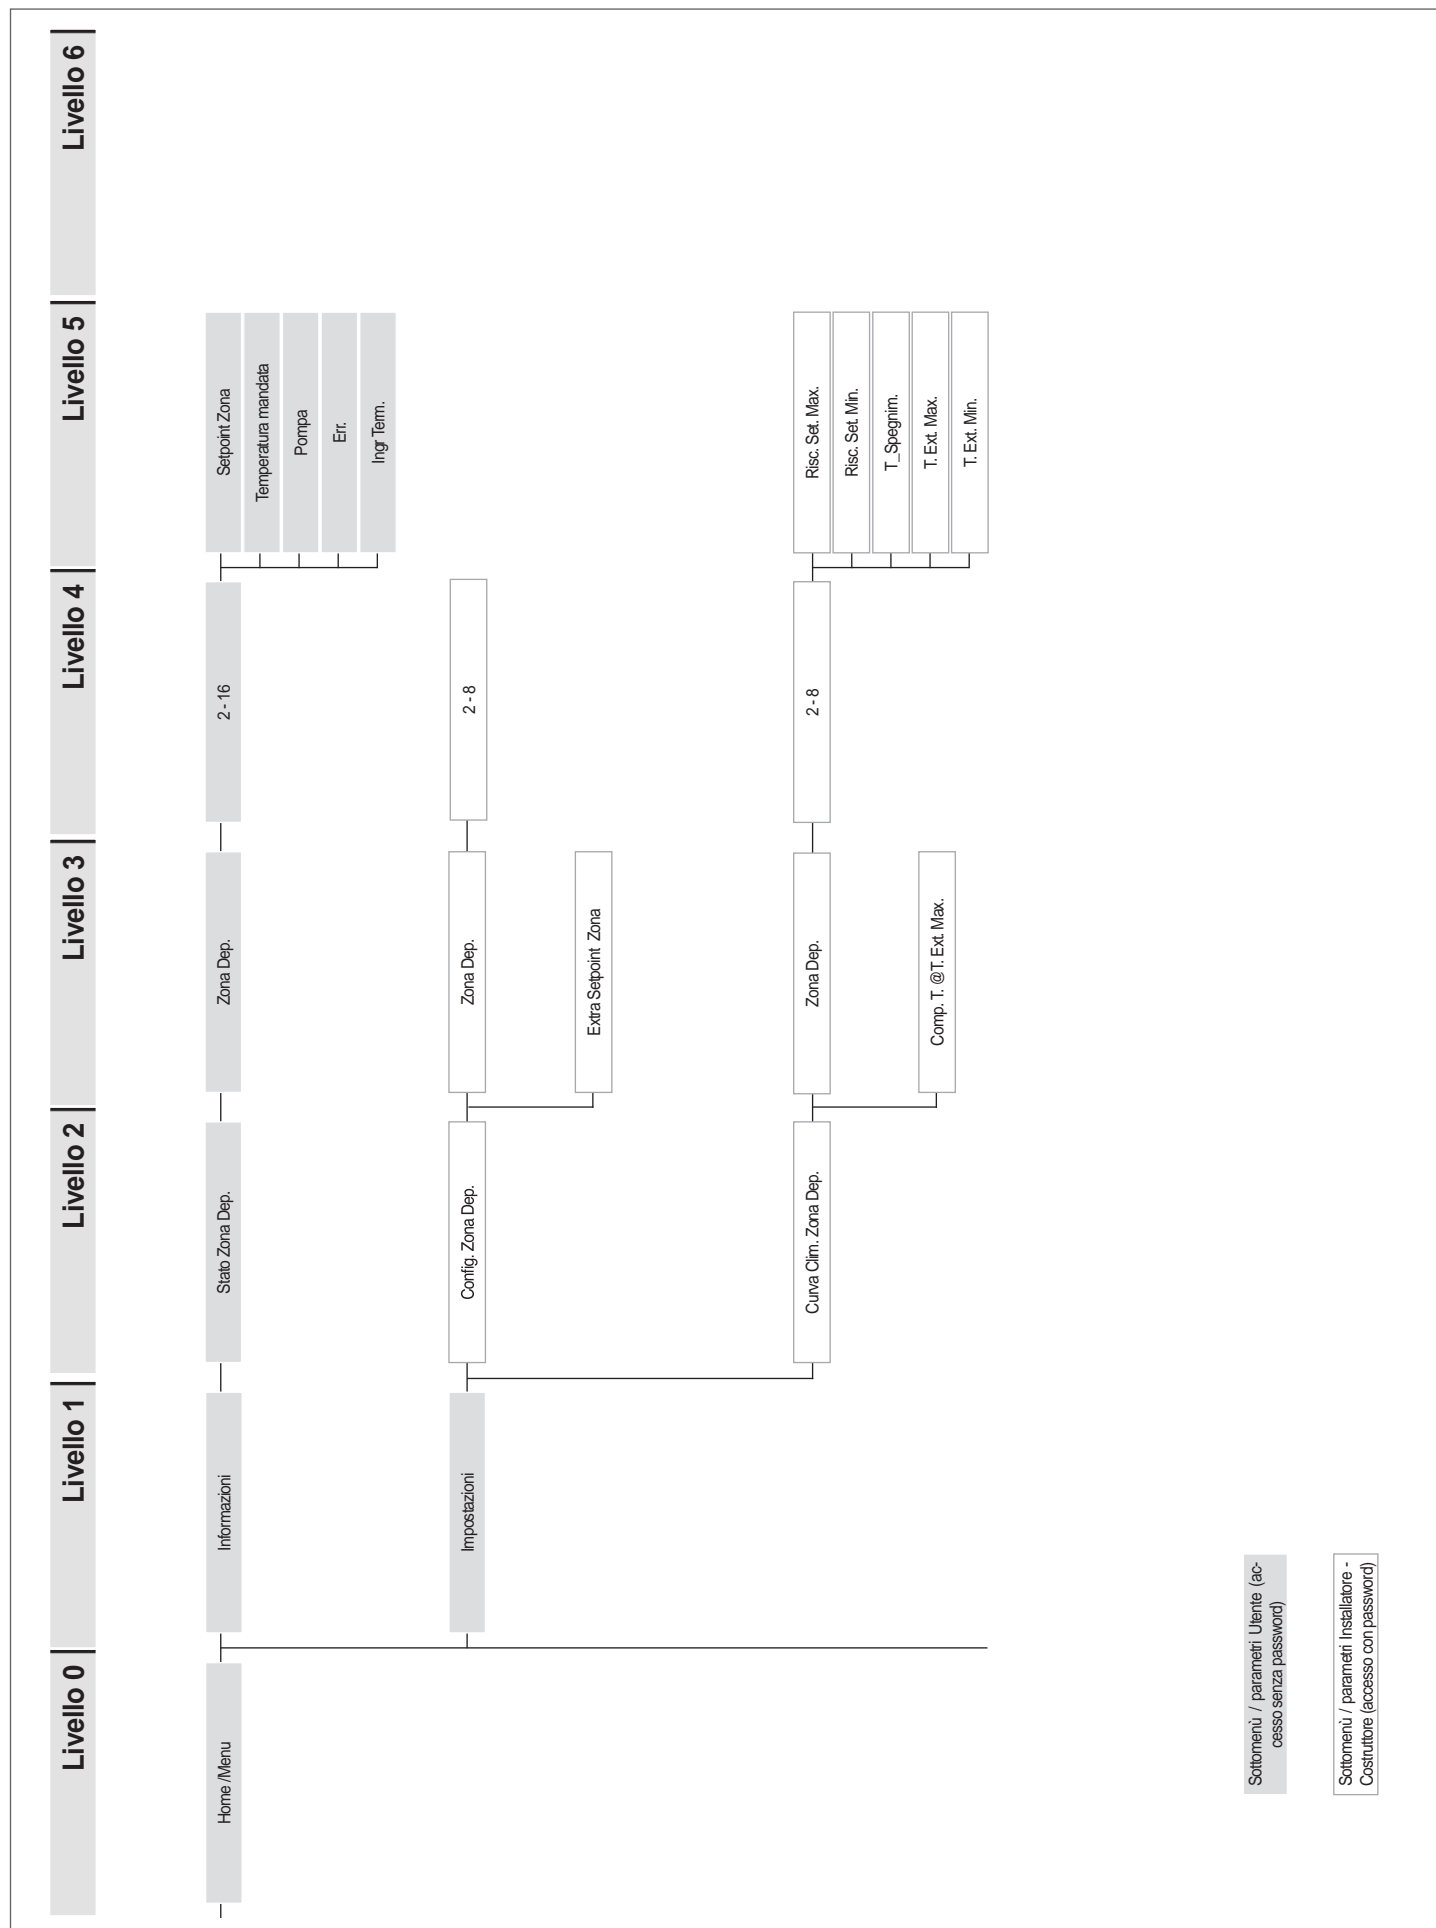 Livello 0
Livello 1
Livello 2
Livello 3
Livello 4
Livello 5
Livello 6
Home /Menu
Informazioni
Stato Zona Dep.
Zona Dep.
2 - 16
Setpoint Zona
Temperatura mandata
Pompa
Err.
Ingr Term.
Impostazioni
Config. Zona Dep.
Zona Dep.
2 - 8
Extra Setpoint Zona
Curva Clim. Zona Dep.
Zona Dep.
2 - 8
Risc. Set. Max.
Risc. Set. Min.
T_Spegnim.
T. Ext. Max.
T. Ext. Min.
Comp. T. @T. Ext. Max.
Sottomenù / parametri Utente (ac-
cesso senza password)
Sottomenù / parametri Installatore -
Costruttore (accesso con password)